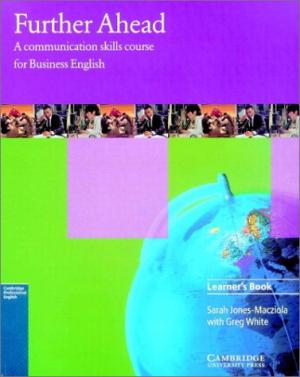 Further Ahead
A communication skills course
for Business English
Learner's Book
Cambridge
Professional
English
Sarah Jones-Macziola
with Greg White
CAMBRIDGE
UNIVERSITY PRESS